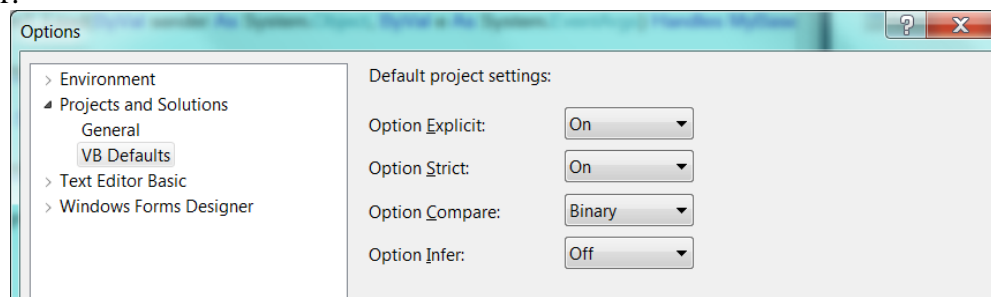 Options
Environment
Projects and Solutions
General
VB Defaults
Text Editor Basic
Windows Forms Designer
Default project settings:
Option Explicit: On
Option Strict: On
Option Compare: Binary
Option Infer: Off